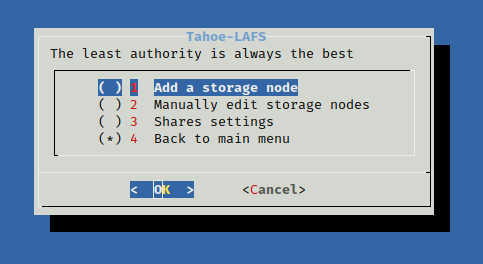 Tahoe-LAFS
The least authority is always the best
( ) 1 Add a storage node
( ) 2 Manually edit storage nodes
( ) 3 Shares settings
(*) 4 Back to main menu
< OK > <Cancel>